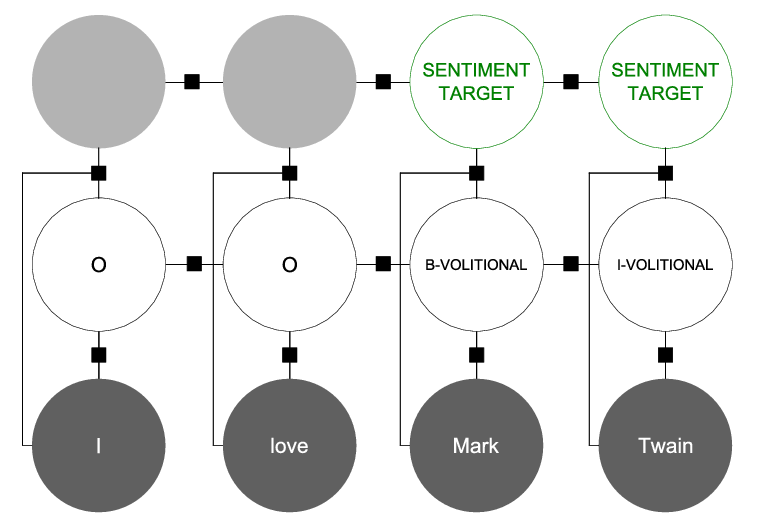 SENTIMENT TARGET
SENTIMENT TARGET
O
O
B-VOLITIONAL
I-VOLITIONAL
I
love
Mark
Twain